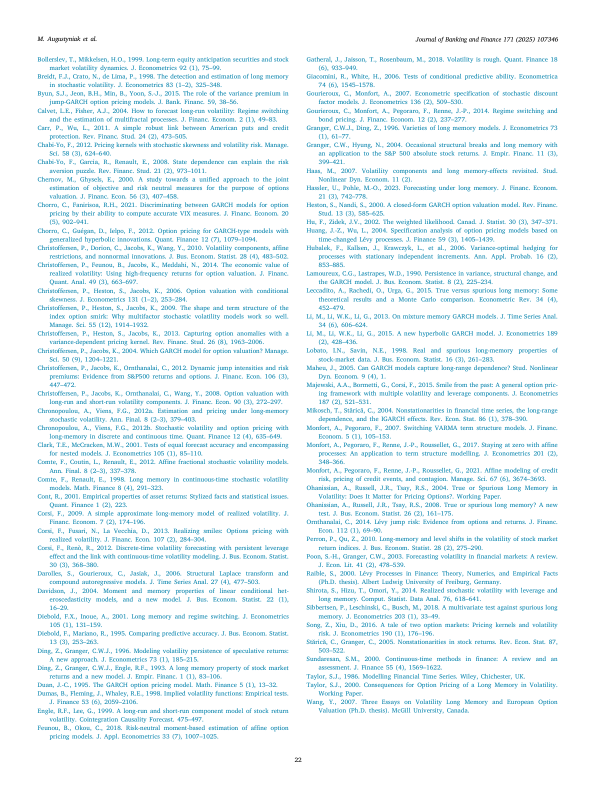 M. Augustyniak et al.
Journal of Banking and Finance 171 (2025) 107346
Bollerslev, T., Mikkelsen, H.O., 1999. Long-term equity anticipation securities and stock
market volatility dynamics. J. Econometrics 92 (1), 75–99.
Breidt, F.J., Crato, N., de Lima, P., 1998. The detection and estimation of long memory
in stochastic volatility. J. Econometrics 83 (1–2), 325–348.
Byun, S.J., Jeon, B.H., Min, B., Yoon, S.-J., 2015. The role of the variance premium in
jump-GARCH option pricing models. J. Bank. Financ. 59, 38–56.
Calvet, L.E., Fisher, A.J., 2004. How to forecast long-run volatility: Regime switching
and the estimation of multifractal processes. J. Financ. Econom. 2 (1), 49–83.
Carr, P., Wu, L., 2011. A simple robust link between American puts and credit
protection. Rev. Financ. Stud. 24 (2), 473–505.
Chabi-Yo, F., 2012. Pricing kernels with stochastic skewness and volatility risk. Manag.
Sci. 58 (3), 624–640.
Chabi-Yo, F., Garcia, R., Renault, E., 2008. State dependence can explain the risk
aversion puzzle. Rev. Financ. Stud. 21 (2), 973–1011.
Chernov, M., Ghysels, E., 2000. A study towards a unified approach to the joint
estimation of objective and risk neutral measures for the purpose of options
valuation. J. Financ. Econ. 56 (3), 407–458.
Chorro, C., Fanirisoa, R.H., 2021. Discriminating between GARCH models for option
pricing by their ability to compute accurate VIX measures. J. Financ. Econom. 20
(5), 902–941.
Chorro, C., Guégan, D., Ielpo, F., 2012. Option pricing for GARCH-type models with
generalized hyperbolic innovations. Quant. Finance 12 (7), 1079–1094.
Christoffersen, P., Dorion, C., Jacobs, K., Wang, Y., 2010. Volatility components, affine
restrictions, and nonnormal innovations. J. Bus. Econom. Statist. 28 (4), 483–502.
Christoffersen, P., Feunou, B., Jacobs, K., Meddahi, N., 2014. The economic value of
realized volatility: Using high-frequency returns for option valuation. J. Financ.
Quant. Anal. 49 (3), 663–697.
Christoffersen, P., Heston, S., Jacobs, K., 2006. Option valuation with conditional
skewness. J. Econometrics 131 (1–2), 253–284.
Christoffersen, P., Heston, S., Jacobs, K., 2009. The shape and term structure of the
index option smirk: Why multifactor stochastic volatility models work so well.
Manag. Sci. 55 (12), 1914–1932.
Christoffersen, P., Heston, S., Jacobs, K., 2013. Capturing option anomalies with a
variance-dependent pricing kernel. Rev. Financ. Stud. 26 (8), 1963–2006.
Christoffersen, P., Jacobs, K., 2004. Which GARCH model for option valuation? Manag.
Sci. 50 (9), 1204–1221.
Christoffersen, P., Jacobs, K., Ornthanalai, C., 2012. Dynamic jump intensities and risk
premiums: Evidence from S&P500 returns and options. J. Financ. Econ. 106 (3),
447–472.
Christoffersen, P., Jacobs, K., Ornthanalai, C., Wang, Y., 2008. Option valuation with
long-run and short-run volatility components. J. Financ. Econ. 90 (3), 272–297.
Chronopoulou, A., Viens, F.G., 2012a. Estimation and pricing under long-memory
stochastic volatility. Ann. Financ. 8 (2–3), 379–403.
Chronopoulou, A., Viens, F.G., 2012b. Stochastic volatility and option pricing with
long-memory in discrete and continuous time. Quant. Finance 12 (4), 635–649.
Clark, T.E., McCracken, M.W., 2001. Tests of equal forecast accuracy and encompassing
for nested models. J. Econometrics 105 (1), 85–110.
Comte, F., Coutin, L., Renault, E., 2012. Affine fractional stochastic volatility models.
Ann. Financ. 8 (2–3), 337–378.
Comte, F., Renault, E., 1998. Long memory in continuous-time stochastic volatility
models. Math. Finance 8 (4), 291–323.
Cont, R., 2001. Empirical properties of asset returns: Stylized facts and statistical issues.
Quant. Finance 1 (2), 223.
Corsi, F., 2009. A simple approximate long-memory model of realized volatility. J.
Financ. Econom. 7 (2), 174–196.
Corsi, F., Fusari, N., La Vecchia, D., 2013. Realizing smiles: Options pricing with
realized volatility. J. Financ. Econ. 107 (2), 284–304.
Corsi, F., Renò, R., 2012. Discrete-time volatility forecasting with persistent leverage
effect and the link with continuous-time volatility modeling. J. Bus. Econom. Statist.
30 (3), 368–380.
Darolles, S., Gourieroux, C., Jasiak, J., 2006. Structural Laplace transform and
compound autoregressive models. J. Time Series Anal. 27 (4), 477–503.
Davidson, J., 2004. Moment and memory properties of linear conditional het-
eroscedasticity models, and a new model. J. Bus. Econom. Statist. 22 (1),
16–29.
Diebold, F.X., Inoue, A., 2001. Long memory and regime switching. J. Econometrics
105 (1), 131–159.
Diebold, F., Mariano, R., 1995. Comparing predictive accuracy. J. Bus. Econom. Statist.
13 (3), 253–263.
Ding, Z., Granger, C.W.J., 1996. Modeling volatility persistence of speculative returns:
A new approach. J. Econometrics 73 (1), 185–215.
Ding, Z., Granger, C.W.J., Engle, R.F., 1993. A long memory property of stock market
returns and a new model. J. Empir. Financ. 1 (1), 83–106.
Duan, J.-C., 1995. The GARCH option pricing model. Math. Finance 5 (1), 13–32.
Dumas, B., Fleming, J., Whaley, R.E., 1998. Implied volatility functions: Empirical tests.
J. Finance 53 (6), 2059–2106.
Engle, R.F., Lee, G., 1999. A long-run and short-run component model of stock return
volatility. Cointegration Causality Forecast. 475–497.
Feunou, B., Okou, C., 2018. Risk-neutral moment-based estimation of affine option
pricing models. J. Appl. Econometrics 33 (7), 1007–1025.
Gatheral, J., Jaisson, T., Rosenbaum, M., 2018. Volatility is rough. Quant. Finance 18
(6), 933–949.
Giacomini, R., White, H., 2006. Tests of conditional predictive ability. Econometrica
74 (6), 1545–1578.
Gourieroux, C., Monfort, A., 2007. Econometric specification of stochastic discount
factor models. J. Econometrics 136 (2), 509–530.
Gourieroux, C., Monfort, A., Pegoraro, F., Renne, J.-P., 2014. Regime switching and
bond pricing. J. Financ. Econom. 12 (2), 237–277.
Granger, C.W.J., Ding, Z., 1996. Varieties of long memory models. J. Econometrics 73
(1), 61–77.
Granger, C.W., Hyung, N., 2004. Occasional structural breaks and long memory with
an application to the S&P 500 absolute stock returns. J. Empir. Financ. 11 (3),
399–421.
Haas, M., 2007. Volatility components and long memory-effects revisited. Stud.
Nonlinear Dyn. Econom. 11 (2).
Hassler, U., Pohle, M.-O., 2023. Forecasting under long memory. J. Financ. Econom.
21 (3), 742–778.
Heston, S., Nandi, S., 2000. A closed-form GARCH option valuation model. Rev. Financ.
Stud. 13 (3), 585–625.
Hu, F., Zidek, J.V., 2002. The weighted likelihood. Canad. J. Statist. 30 (3), 347–371.
Huang, J.-Z., Wu, L., 2004. Specification analysis of option pricing models based on
time-changed Lévy processes. J. Finance 59 (3), 1405–1439.
Hubalek, F., Kallsen, J., Krawczyk, L., et al., 2006. Variance-optimal hedging for
processes with stationary independent increments. Ann. Appl. Probab. 16 (2),
853–885.
Lamoureux, C.G., Lastrapes, W.D., 1990. Persistence in variance, structural change, and
the GARCH model. J. Bus. Econom. Statist. 8 (2), 225–234.
Leccadito, A., Rachedi, O., Urga, G., 2015. True versus spurious long memory: Some
theoretical results and a Monte Carlo comparison. Econometric Rev. 34 (4),
452–479.
Li, M., Li, W.K., Li, G., 2013. On mixture memory GARCH models. J. Time Series Anal.
34 (6), 606–624.
Li, M., Li, W.K., Li, G., 2015. A new hyperbolic GARCH model. J. Econometrics 189
(2), 428–436.
Lobato, I.N., Savin, N.E., 1998. Real and spurious long-memory properties of
stock-market data. J. Bus. Econom. Statist. 16 (3), 261–283.
Maheu, J., 2005. Can GARCH models capture long-range dependence? Stud. Nonlinear
Dyn. Econom. 9 (4), 1.
Majewski, A.A., Bormetti, G., Corsi, F., 2015. Smile from the past: A general option pric-
ing framework with multiple volatility and leverage components. J. Econometrics
187 (2), 521–531.
Mikosch, T., Stărică, C., 2004. Nonstationarities in financial time series, the long-range
dependence, and the IGARCH effects. Rev. Econ. Stat. 86 (1), 378–390.
Monfort, A., Pegoraro, F., 2007. Switching VARMA term structure models. J. Financ.
Econom. 5 (1), 105–153.
Monfort, A., Pegoraro, F., Renne, J.-P., Roussellet, G., 2017. Staying at zero with affine
processes: An application to term structure modelling. J. Econometrics 201 (2),
348–366.
Monfort, A., Pegoraro, F., Renne, J.-P., Roussellet, G., 2021. Affine modeling of credit
risk, pricing of credit events, and contagion. Manag. Sci. 67 (6), 3674–3693.
Ohanissian, A., Russell, J.R., Tsay, R.S., 2004. True or Spurious Long Memory in
Volatility: Does It Matter for Pricing Options?. Working Paper.
Ohanissian, A., Russell, J.R., Tsay, R.S., 2008. True or spurious long memory? A new
test. J. Bus. Econom. Statist. 26 (2), 161–175.
Ornthanalai, C., 2014. Lévy jump risk: Evidence from options and returns. J. Financ.
Econ. 112 (1), 69–90.
Perron, P., Qu, Z., 2010. Long-memory and level shifts in the volatility of stock market
return indices. J. Bus. Econom. Statist. 28 (2), 275–290.
Poon, S.-H., Granger, C.W., 2003. Forecasting volatility in financial markets: A review.
J. Econ. Lit. 41 (2), 478–539.
Raible, S., 2000. Lévy Processes in Finance: Theory, Numerics, and Empirical Facts
(Ph.D. thesis). Albert Ludwig University of Freiburg, Germany.
Shirota, S., Hizu, T., Omori, Y., 2014. Realized stochastic volatility with leverage and
long memory. Comput. Statist. Data Anal. 76, 618–641.
Sibbertsen, P., Leschinski, C., Busch, M., 2018. A multivariate test against spurious long
memory. J. Econometrics 203 (1), 33–49.
Song, Z., Xiu, D., 2016. A tale of two option markets: Pricing kernels and volatility
risk. J. Econometrics 190 (1), 176–196.
Stărică, C., Granger, C., 2005. Nonstationarities in stock returns. Rev. Econ. Stat. 87,
503–522.
Sundaresan, S.M., 2000. Continuous-time methods in finance: A review and an
assessment. J. Finance 55 (4), 1569–1622.
Taylor, S.J., 1986. Modelling Financial Time Series. Wiley, Chichester, UK.
Taylor, S.J., 2000. Consequences for Option Pricing of a Long Memory in Volatility.
Working Paper.
Wang, Y., 2007. Three Essays on Volatility Long Memory and European Option
Valuation (Ph.D. thesis). McGill University, Canada.
22